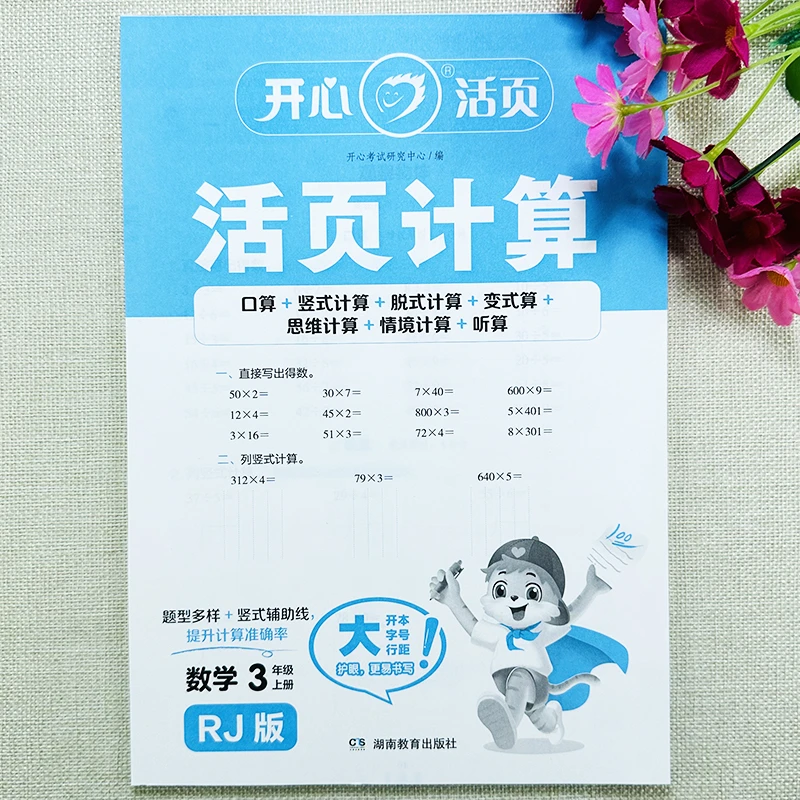 开心 活页®
开心考试研究中心/编
活页计算
口算+竖式计算+脱式计算+变式算+
思维计算+情境计算+听算
一、直接写出得数。
50×2= 30×7= 7×40= 600×9=
12×4= 45×2= 800×3= 5×401=
3×16= 51×3= 72×4= 8×301=
二、列竖式计算。
312×4= 79×3= 640×5=
100
题型多样+竖式辅助线，
提升计算准确率
大 开本 字号 行距！
护眼，更易书写
数学 3 年级 上册
RJ版
湖南教育出版社